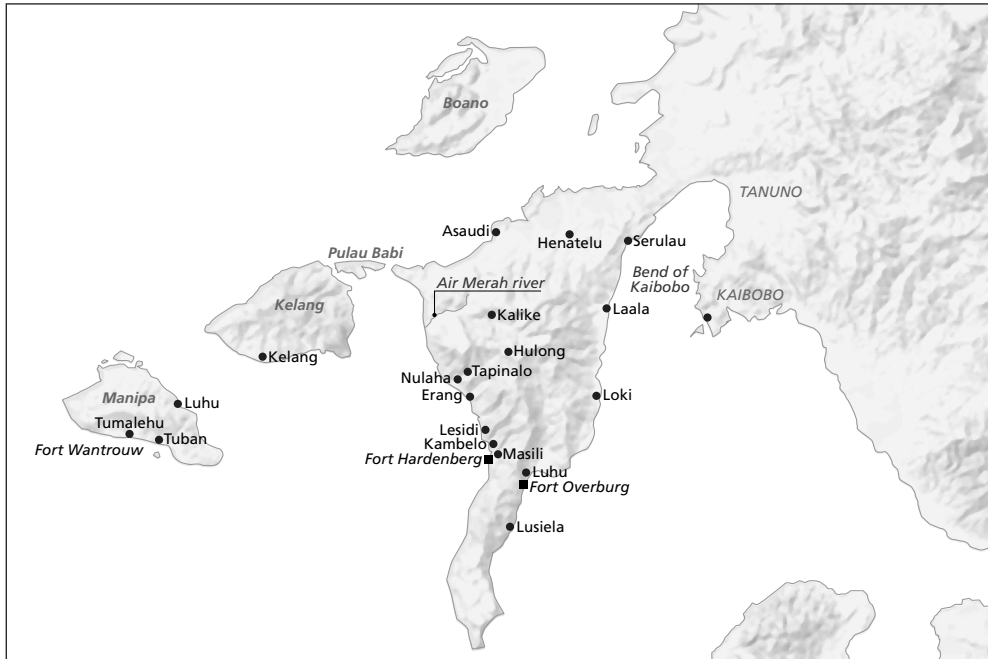 Boano
TANUNO
Asaudi
Henatelu
Serulau
Pulau Babi
Bend of
Kaibobo
Air Merah river
KAIBOBO
Kelang
Laala
Kalike
Hulong
Kelang
Tapinalo
Nulaha
Manipa
Luhu
Erang
Loki
Tumalehu
Lesidi
Tuban
Kambelo
Fort Wantrouw
Masili
Fort Hardenberg
Luhu
Fort Overburg
Lusiela